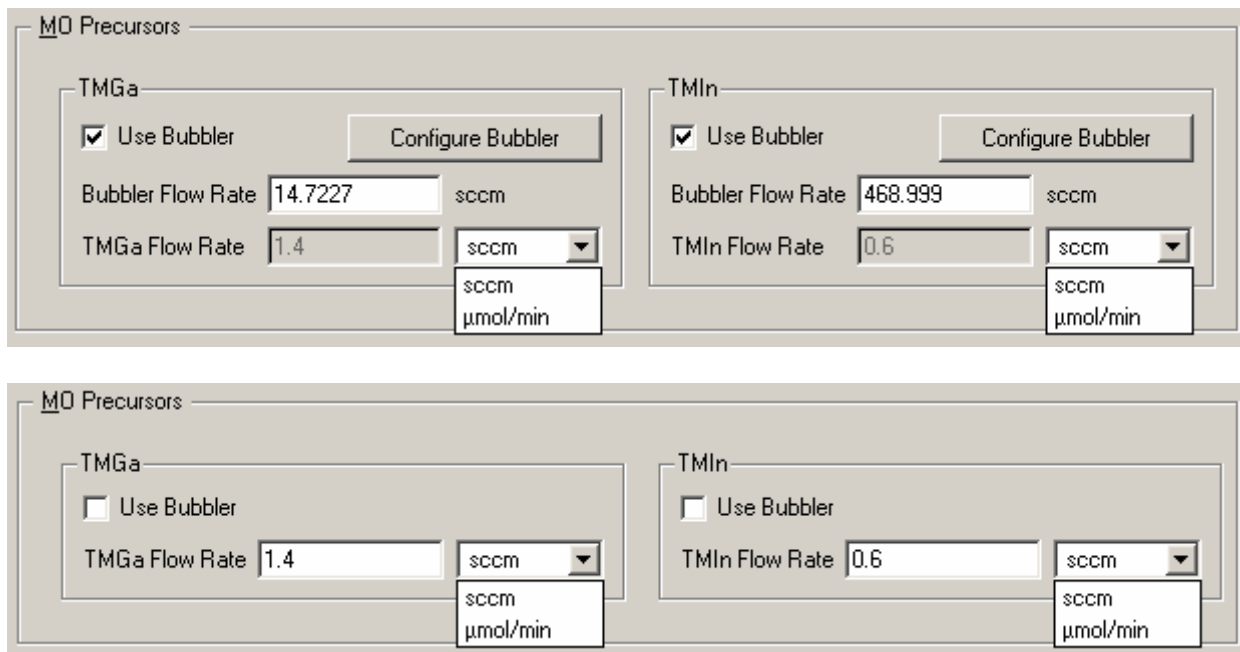 MO Precursors
TMGa TMIn
Use Bubbler Configure Bubbler Use Bubbler Configure Bubbler
Bubbler Flow Rate 14.7227 sccm Bubbler Flow Rate 468.999 sccm
TMGa Flow Rate 1.4 sccm TMIn Flow Rate 0.6 sccm
sccm sccm
µmol/min µmol/min
MO Precursors
TMGa TMIn
Use Bubbler Use Bubbler
TMGa Flow Rate 1.4 sccm TMIn Flow Rate 0.6 sccm
sccm sccm
µmol/min µmol/min